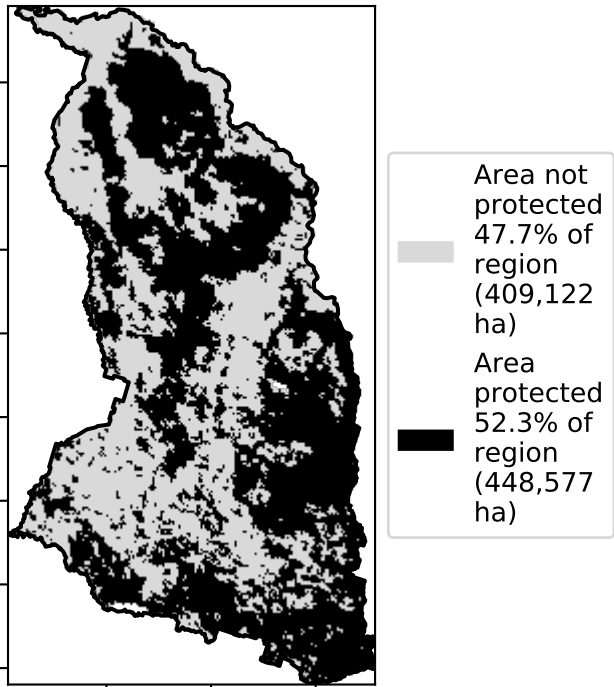 Area not
protected
47.7% of
region
(409,122
ha)
Area
protected
52.3% of
region
(448,577
ha)